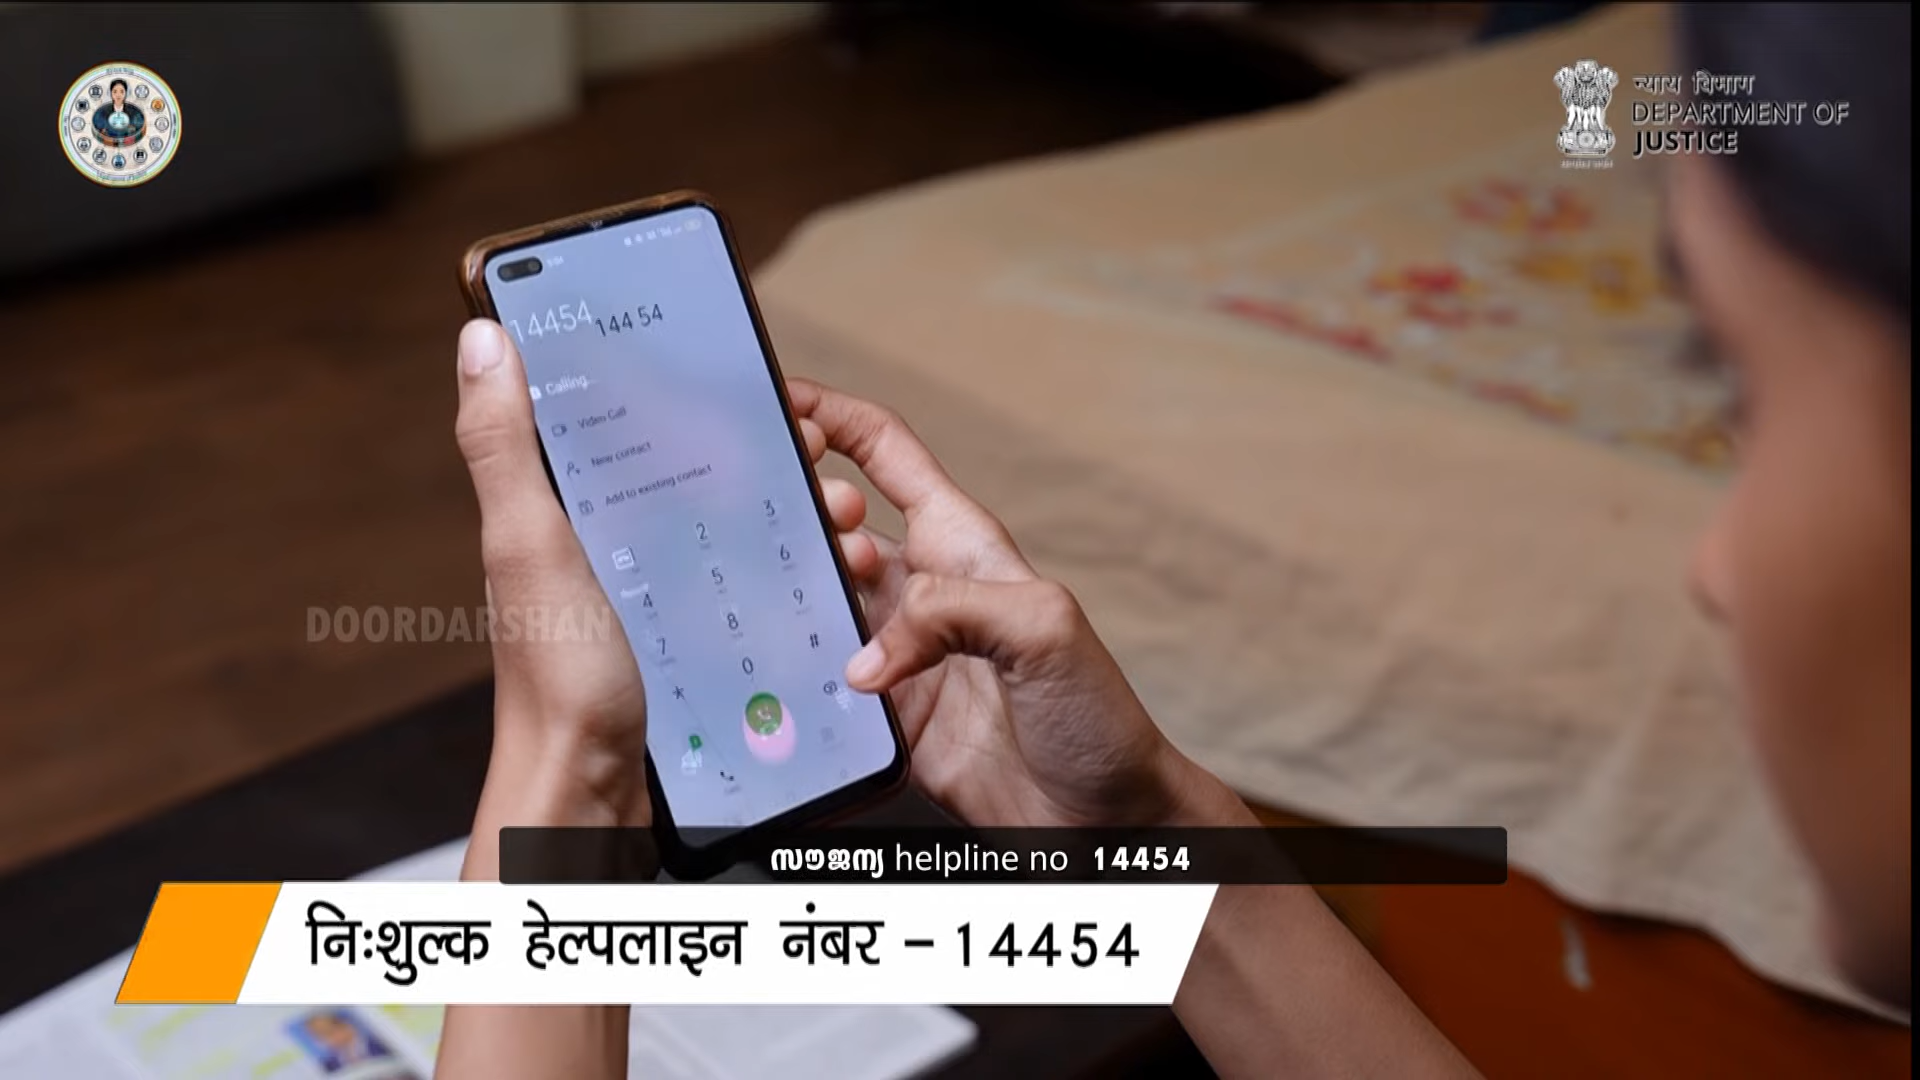 न्याय विभाग
DEPARTMENT OF
JUSTICE
14454
144 54
Calling...
Video Call
New contact
Add to existing contact
2
3
4
5
6
7
8
9
*
0
#
DOORDARSHAN
സൗജന്യ helpline no 14454
निःशुल्क हेल्पलाइन नंबर – 14454